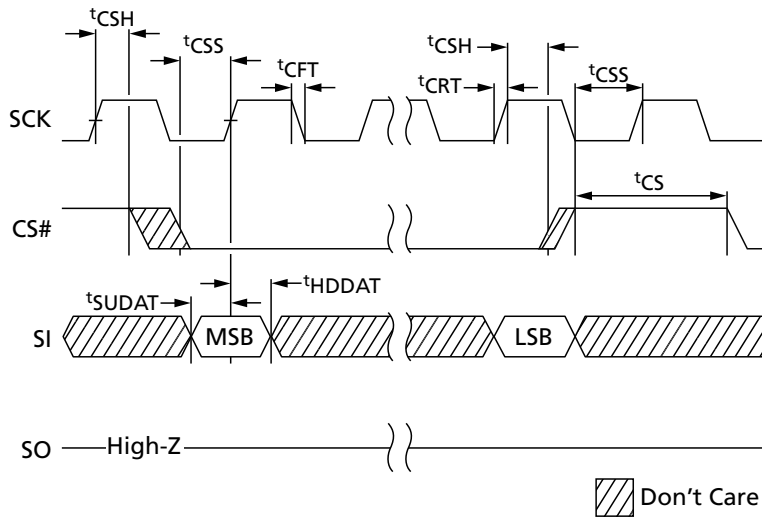 tCSH
tCSS
tCFT
tCSH
tCRT
tCSS
SCK
tCS
CS#
tSUDAT
tHDDAT
SI
MSB
LSB
SO
High-Z
Don't Care